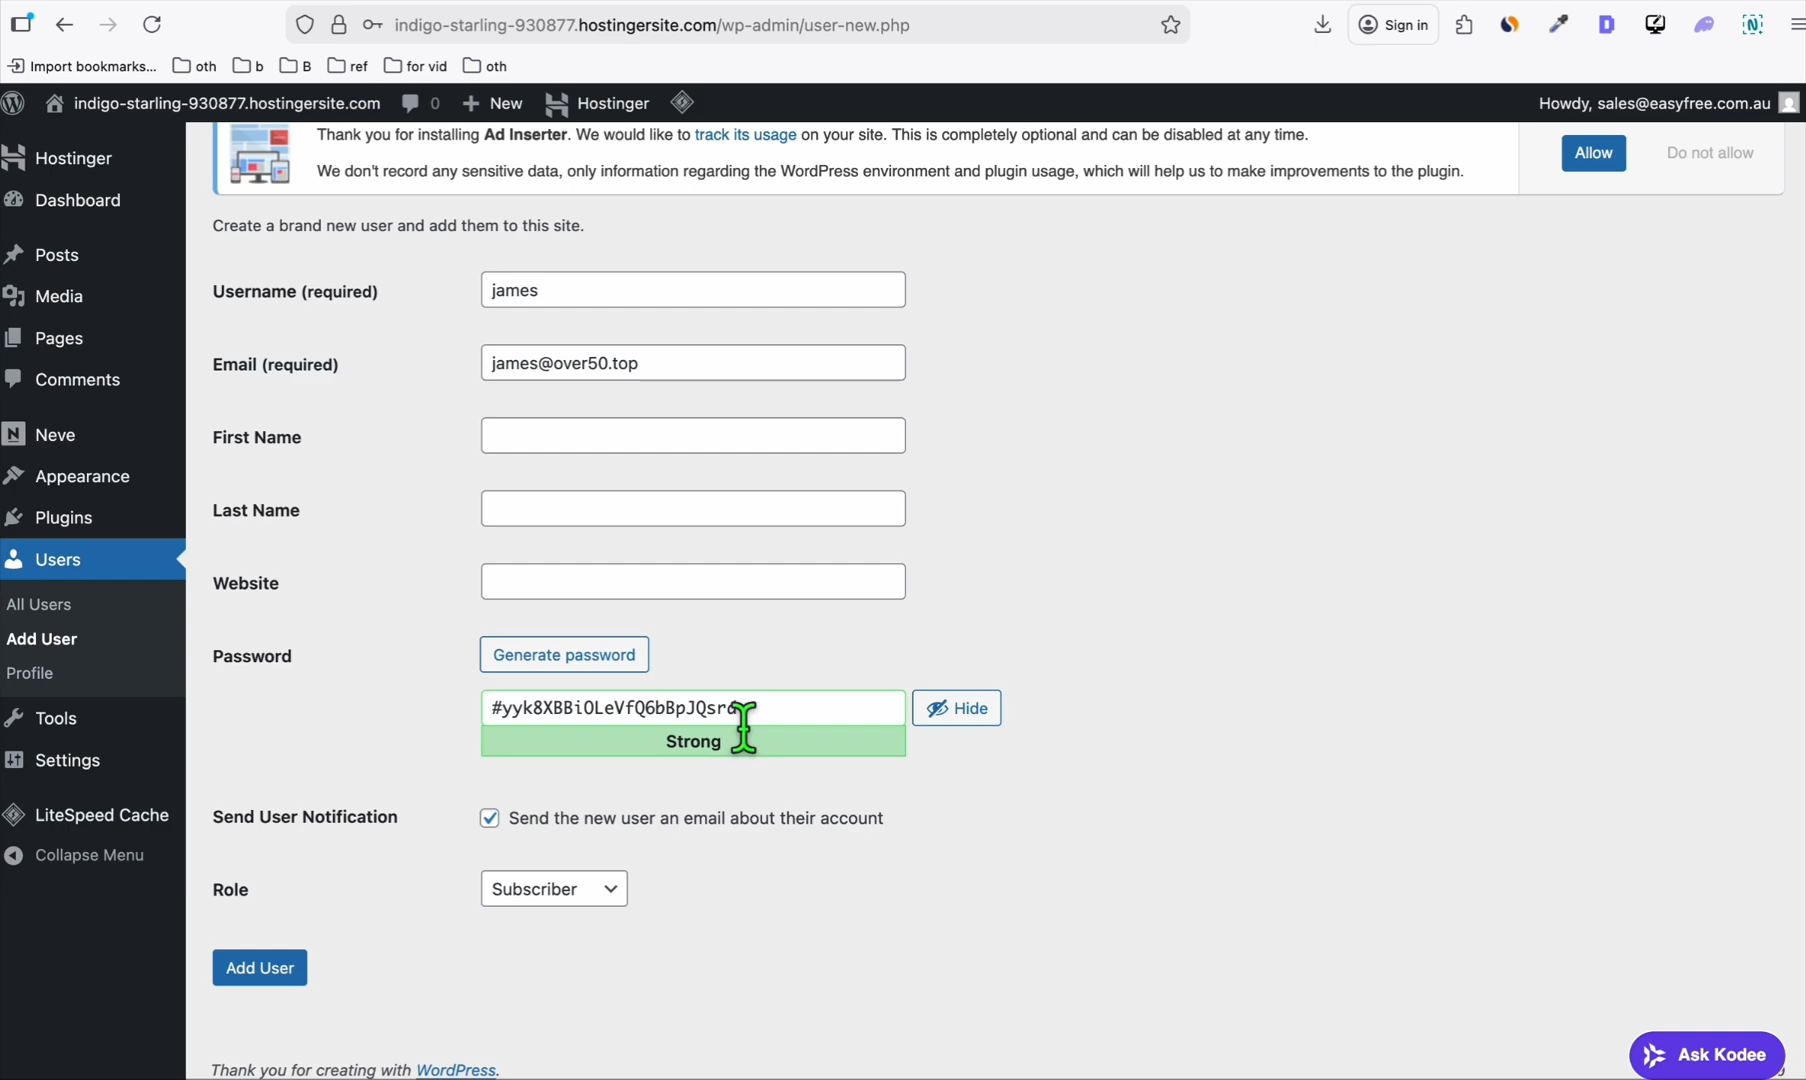 indigo-starling-930877.hostingersite.com/wp-admin/user-new.php
Sign in
Import bookmarks...
oth
b
B
ref
for vid
oth
indigo-starling-930877.hostingersite.com
0
New
Hostinger
Howdy, sales@easyfree.com.au
Hostinger
Dashboard
Posts
Media
Pages
Comments
Neve
Appearance
Plugins
Users
All Users
Add User
Profile
Tools
Settings
LiteSpeed Cache
Collapse Menu
Thank you for installing Ad Inserter. We would like to track its usage on your site. This is completely optional and can be disabled at any time.
We don't record any sensitive data, only information regarding the WordPress environment and plugin usage, which will help us to make improvements to the plugin.
Allow
Do not allow
Create a brand new user and add them to this site.
Username (required)
james
Email (required)
james@over50.top
First Name
Last Name
Website
Password
Generate password
Hide
Strong
Send User Notification
Send the new user an email about their account
Role
Subscriber
Add User
Thank you for creating with WordPress.
Ask Kodee